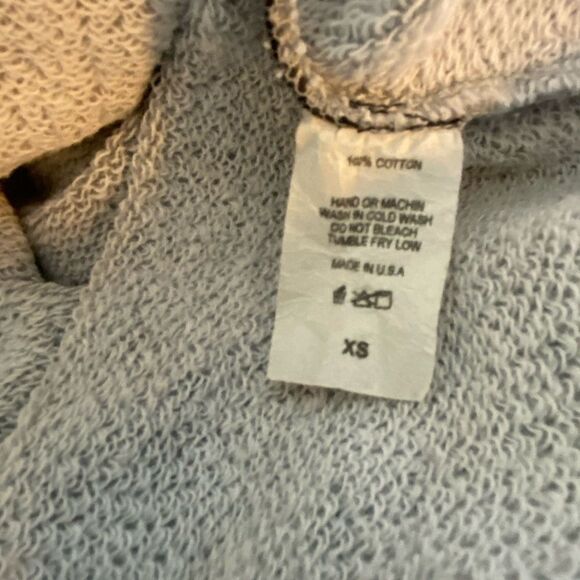 100% COTTON
HAND OR MACHIN
WASH IN COLD WASH
DO NOT BLEACH
TUMBLE FRY LOW
MADE IN U.S.A
XS